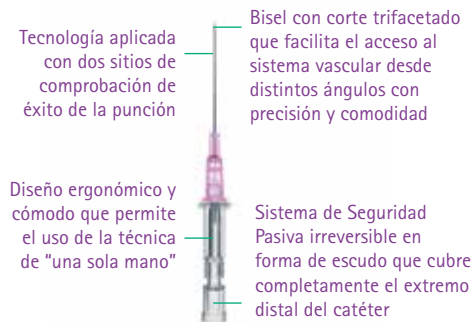 Tecnología aplicada
con dos sitios de
comprobación de
éxito de la punción
Bisel con corte trifacetado
que facilita el acceso al
sistema vascular desde
distintos ángulos con
precisión y comodidad
Diseño ergonómico y
cómodo que permite
el uso de la técnica
de "una sola mano"
Sistema de Seguridad
Pasiva irreversible en
forma de escudo que cubre
completamente el extremo
distal del catéter